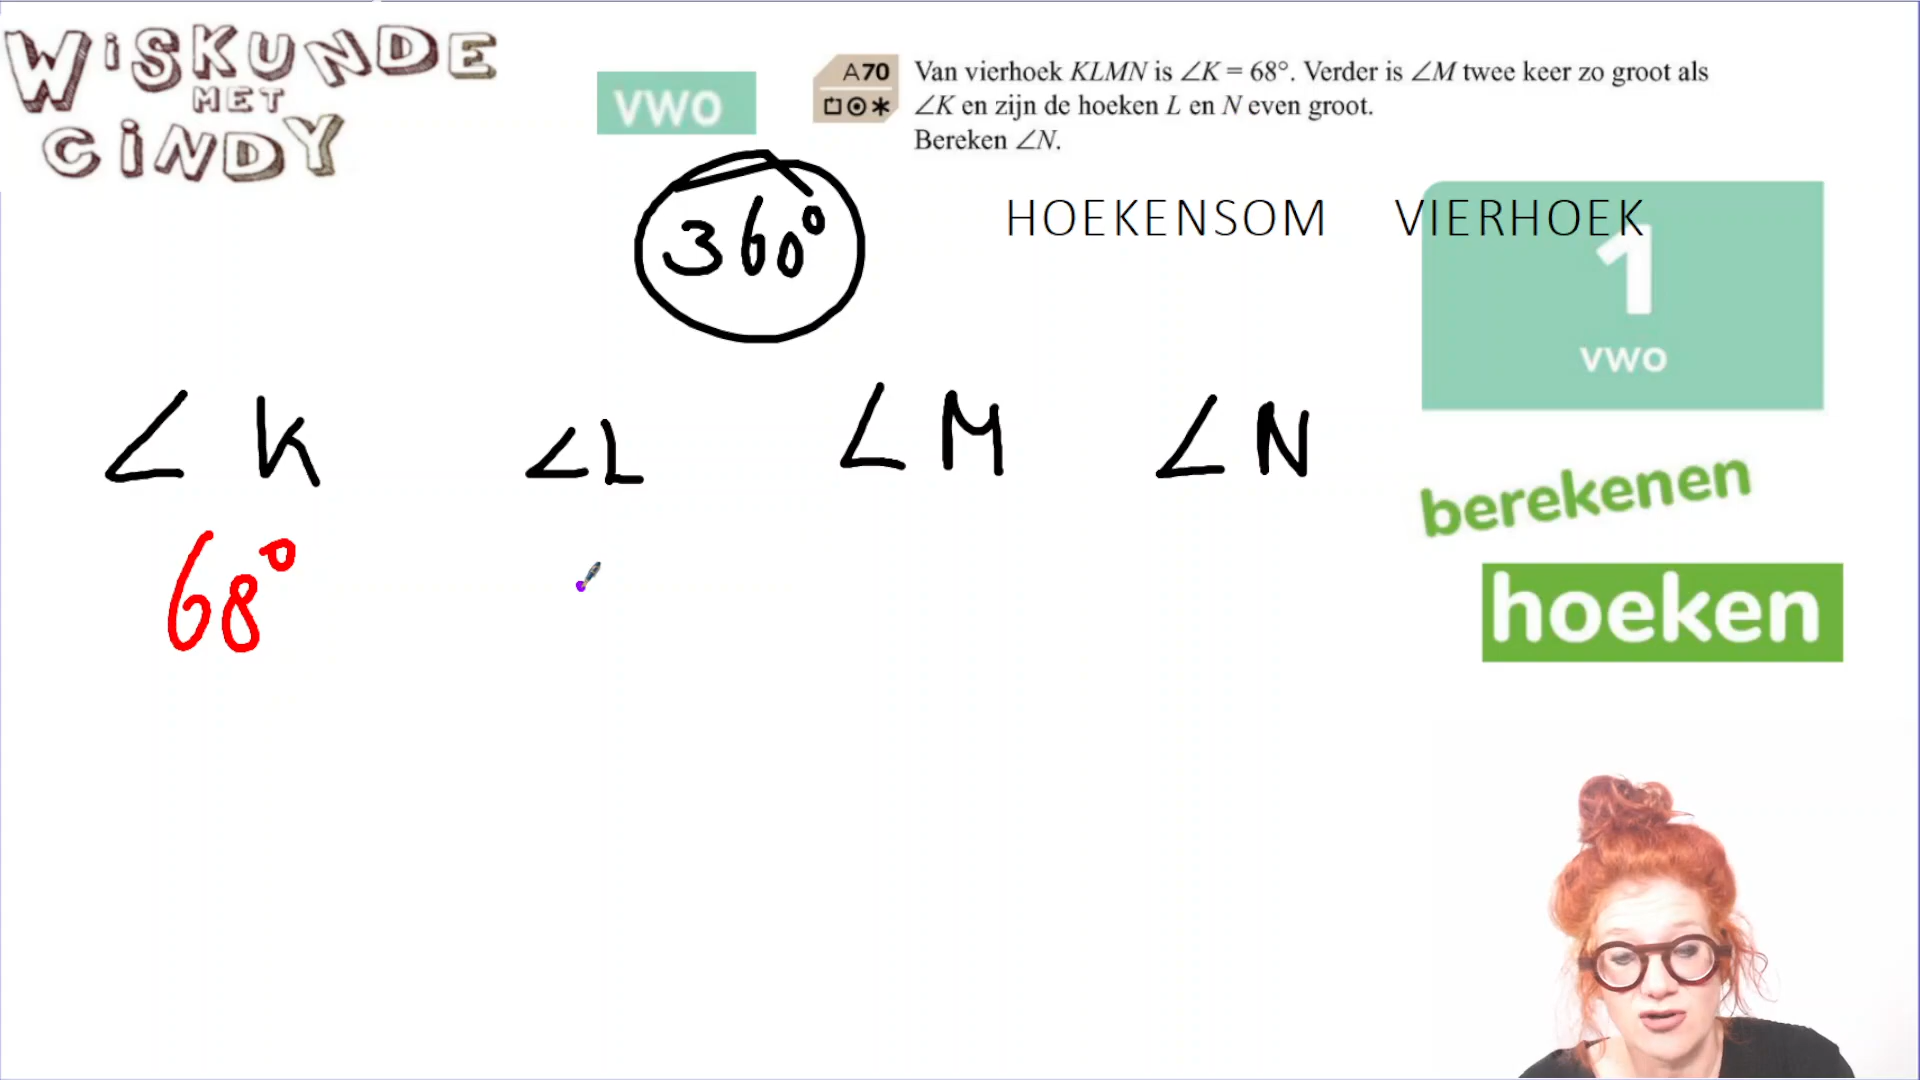 WiSKUNDE
MET
CiNDY
vwo
A70
Van vierhoek KLMN is ∠K = 68°. Verder is ∠M twee keer zo groot als
∠K en zijn de hoeken L en N even groot.
Bereken ∠N.
360°
HOEKENSOM VIERHOEK
1
vwo
∠K ∠L ∠M ∠N
berekenen
68°
hoeken